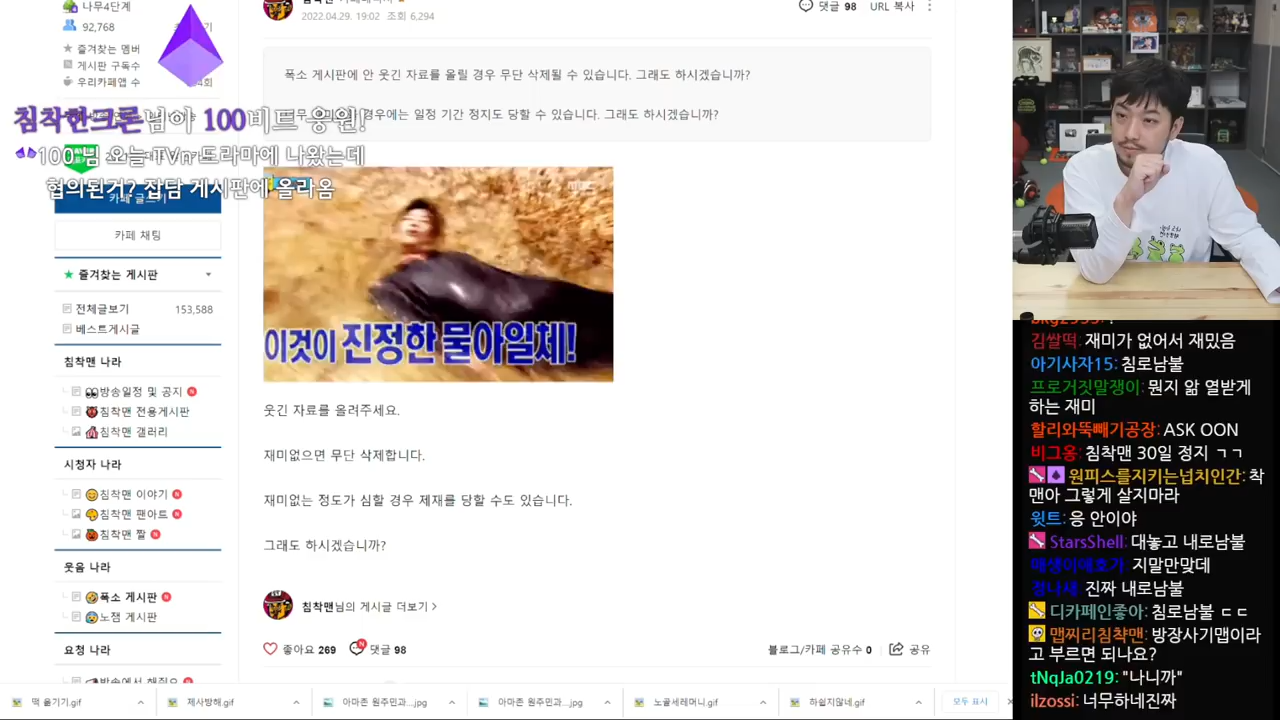 나무4단계
92,768
즐겨찾는 멤버
게시판 구독수
우리카페앱 수
침착한크론님이 100비트 응원!
100 님 오늘 TVn 드라마에 나왔는데
협의된거? 잡담 게시판에 올라옴
카페 채팅
즐겨찾는 게시판
전체글보기 153,588
베스트게시글
침착맨 나라
방송일정 및 공지
침착맨 전용게시판
침착맨 갤러리
시청자 나라
침착맨 이야기
침착맨 팬아트
침착맨 짤
웃음 나라
폭소 게시판
노잼 게시판
요청 나라
2022.04.29. 19:02 조회 6,294
댓글 98 URL 복사
폭소 게시판에 안 웃긴 자료를 올릴 경우 무단 삭제될 수 있습니다. 그래도 하시겠습니까?
경우에는 일정 기간 정지도 당할 수 있습니다. 그래도 하시겠습니까?
MBC
이것이 진정한 물아일체!
웃긴 자료를 올려주세요.
재미없으면 무단 삭제합니다.
재미없는 정도가 심할 경우 제재를 당할 수도 있습니다.
그래도 하시겠습니까?
침착맨님의 게시글 더보기
좋아요 269 댓글 98
블로그/카페 공유수 0 공유
떡 옮기기.gif
제사방해.gif
아마존 원주민과....jpg
아마존 원주민과....jpg
노골세레머니.gif
하쉽지않네.gif
모두 표시
김쌀떡: 재미가 없어서 재밌음
아기사자15: 침로남불
프로거짓말쟁이: 뭔지 앎 열받게
하는 재미
할리와뚝빼기공장: ASK OON
비그옹: 침착맨 30일 정지 ㄱㄱ
원피스를지키는넙치인간: 착
맨아 그렇게 살지마라
윗트: 응 안이야
StarsShell: 대놓고 내로남불
매생이애호가: 지말만맞데
겸나새: 진짜 내로남불
디카페인좋아: 침로남불 ㄷㄷ
맵찌리침착맨: 방장사기맵이라
고 부르면 되나요?
tNqJa0219: "나니까"
ilzossi: 너무하네진짜